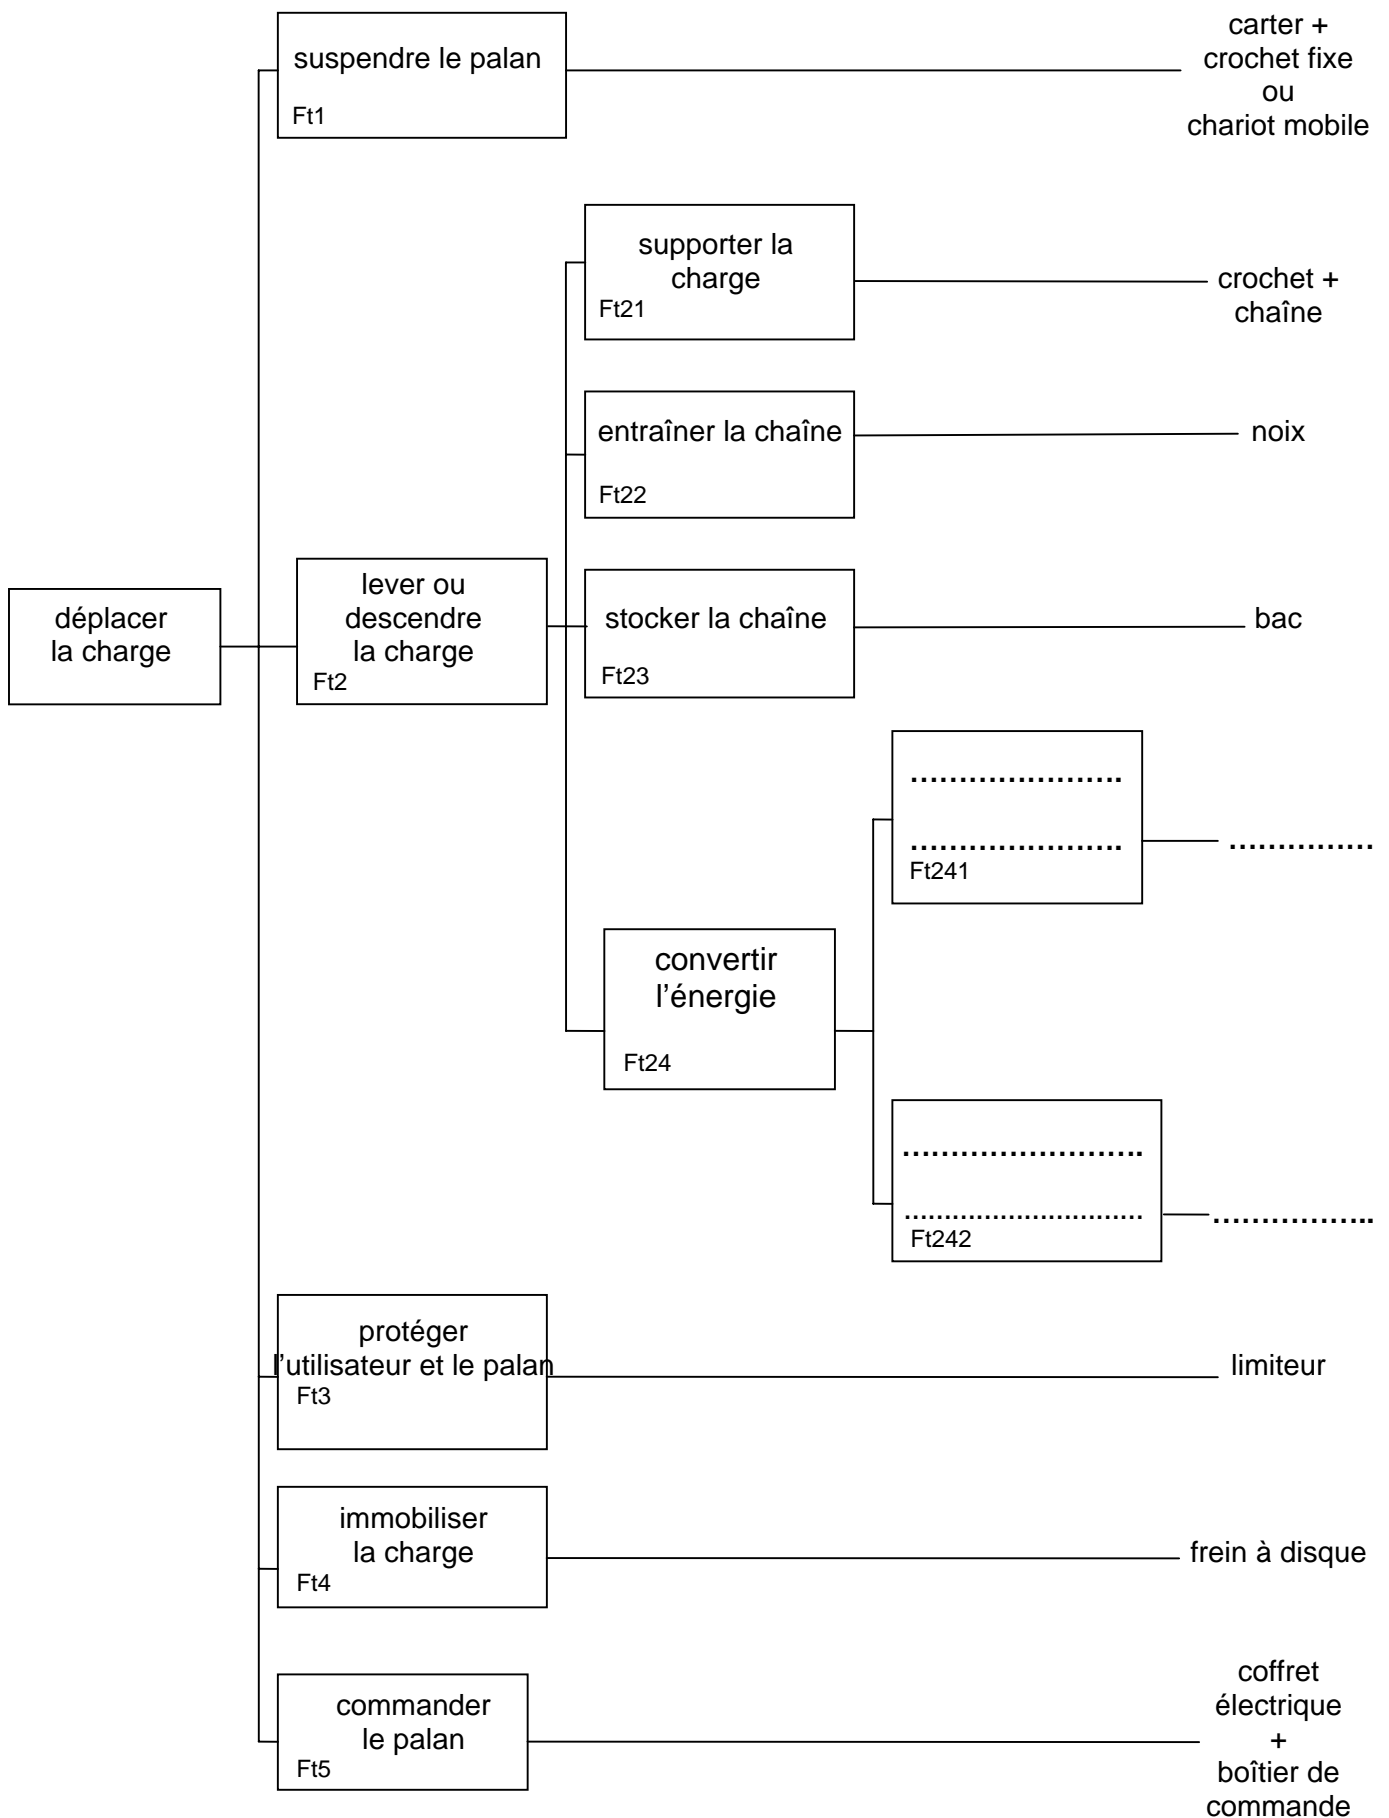 suspendre le palan
Ft1
carter +
crochet fixe
ou
chariot mobile
supporter la
charge
Ft21
crochet +
chaîne
entraîner la chaîne
Ft22
noix
déplacer
la charge
lever ou
descendre
la charge
Ft2
stocker la chaîne
Ft23
bac
convertir
l’énergie
Ft24
.......................
.......................
Ft241
...............
.........................
..............................
Ft242
.................
protéger
l’utilisateur et le palan
Ft3
limiteur
immobiliser
la charge
Ft4
frein à disque
commander
le palan
Ft5
coffret
électrique
+
boîtier de
commande